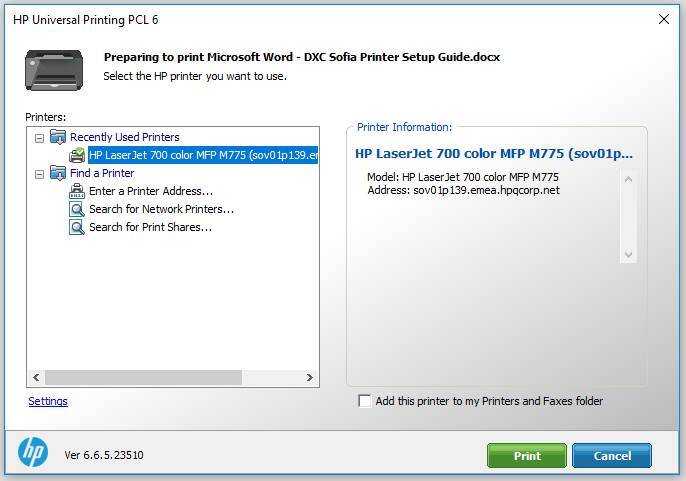 HP Universal Printing PCL 6
Preparing to print Microsoft Word - DXC Sofia Printer Setup Guide.docx
Select the HP printer you want to use.
Printers:
Recently Used Printers
HP LaserJet 700 color MFP M775 (sov01p139.em
Find a Printer
Enter a Printer Address...
Search for Network Printers...
Search for Print Shares...
Settings
Printer Information:
HP LaserJet 700 color MFP M775 (sov01p...
Model: HP LaserJet 700 color MFP M775
Address: sov01p139.emea.hpqcorp.net
Add this printer to my Printers and Faxes folder
hp
Ver 6.6.5.23510
Print
Cancel